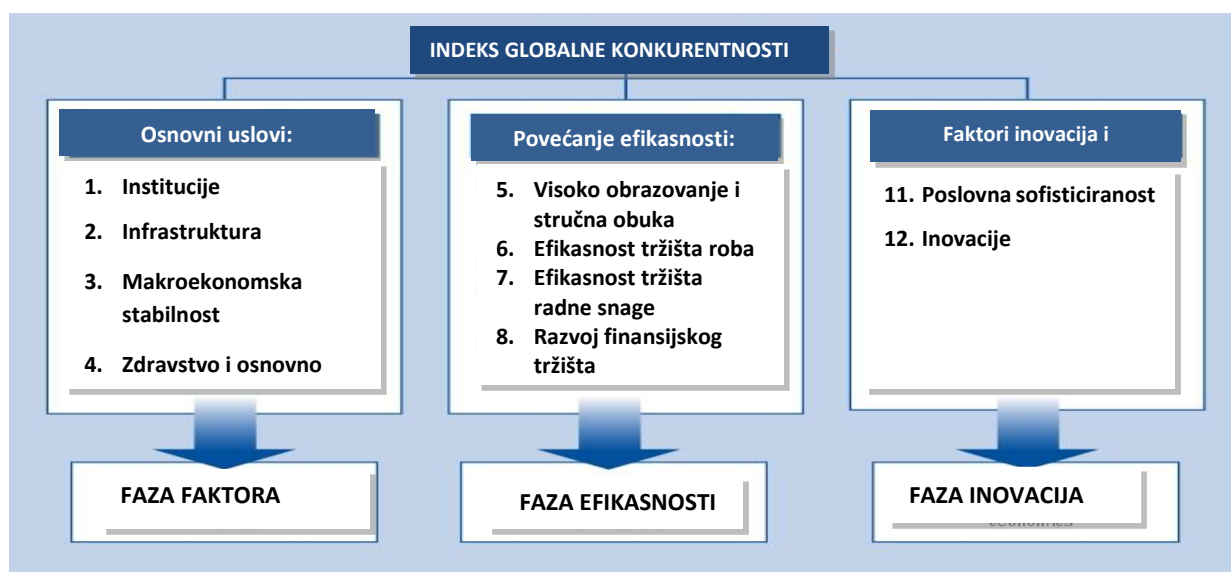 INDEKS GLOBALNE KONKURENTNOSTI
Osnovni uslovi:
1. Institucije
2. Infrastruktura
3. Makroekonomska
stabilnost
4. Zdravstvo i osnovno
Povećanje efikasnosti:
5. Visoko obrazovanje i
stručna obuka
6. Efikasnost tržišta roba
7. Efikasnost tržišta
radne snage
8. Razvoj finansijskog
tržišta
Faktori inovacija i
11. Poslovna sofisticiranost
12. Inovacije
FAZA FAKTORA
FAZA EFIKASNOSTI
FAZA INOVACIJA